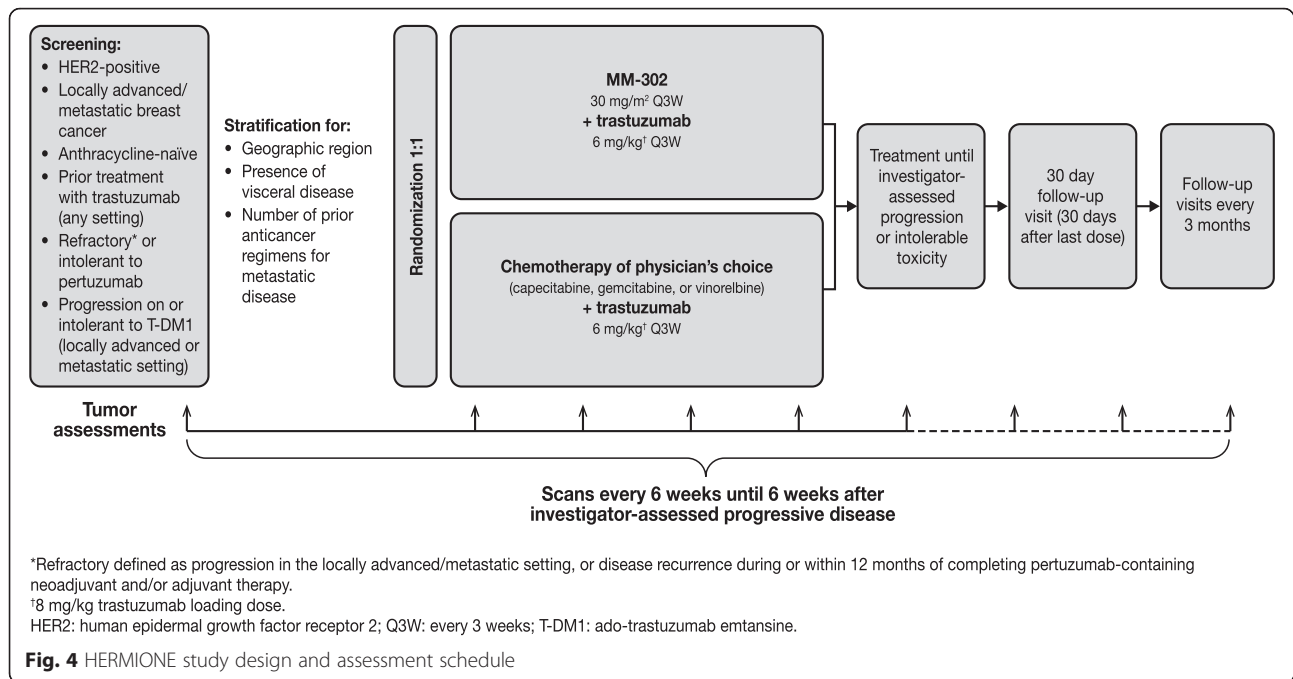 Screening:
• HER2-positive
• Locally advanced/
metastatic breast
cancer
• Anthracycline-naïve
• Prior treatment
with trastuzumab
(any setting)
• Refractory* or
intolerant to
pertuzumab
• Progression on or
intolerant to T-DM1
(locally advanced or
metastatic setting)
Stratification for:
• Geographic region
• Presence of
visceral disease
• Number of prior
anticancer
regimens for
metastatic
disease
Randomization 1:1
MM-302
30 mg/m² Q3W
+ trastuzumab
6 mg/kg† Q3W
Chemotherapy of physician’s choice
(capecitabine, gemcitabine, or vinorelbine)
+ trastuzumab
6 mg/kg† Q3W
Treatment until
investigator-
assessed
progression
or intolerable
toxicity
30 day
follow-up
visit (30 days
after last dose)
Follow-up
visits every
3 months
Tumor
assessments
Scans every 6 weeks until 6 weeks after
investigator-assessed progressive disease
*Refractory defined as progression in the locally advanced/metastatic setting, or disease recurrence during or within 12 months of completing pertuzumab-containing
neoadjuvant and/or adjuvant therapy.
†8 mg/kg trastuzumab loading dose.
HER2: human epidermal growth factor receptor 2; Q3W: every 3 weeks; T-DM1: ado-trastuzumab emtansine.
Fig. 4 HERMIONE study design and assessment schedule